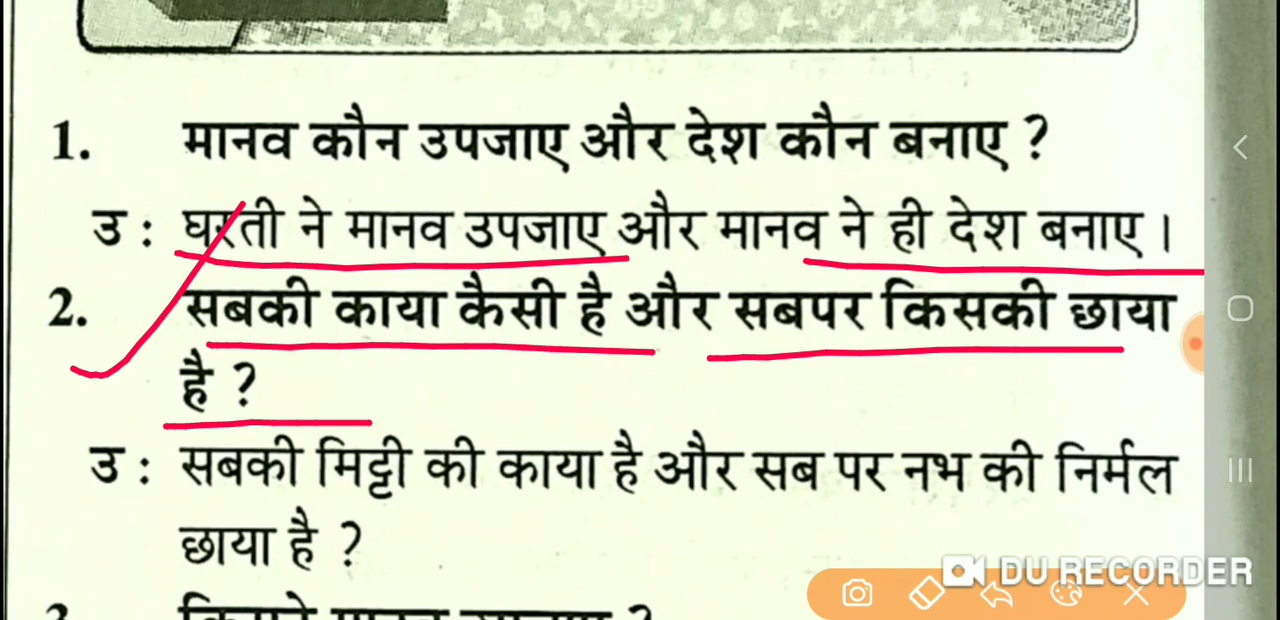 1. मानव कौन उपजाए और देश कौन बनाए ?
उ : घरती ने मानव उपजाए और मानव ने ही देश बनाए ।
2. सबकी काया कैसी है और सबपर किसकी छाया
है ?
उ : सबकी मिट्टी की काया है और सब पर नभ की निर्मल
छाया है ?
DU RECORDER